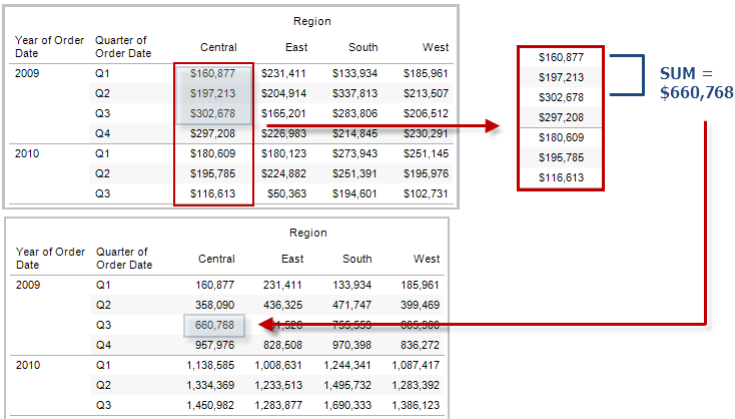 Region
Year of Order Date Quarter of Order Date Central East South West
2009 Q1 $160,877 $231,411 $133,934 $185,961
Q2 $197,213 $204,914 $337,813 $213,507
Q3 $302,678 $165,201 $283,806 $206,512
Q4 $297,208 $226,983 $214,845 $230,291
2010 Q1 $180,609 $180,123 $273,943 $251,145
Q2 $195,785 $224,882 $251,391 $195,976
Q3 $116,613 $50,363 $194,601 $102,731
$160,877
$197,213
$302,678
$297,208
$180,609
$195,785
$116,613
SUM =
$660,768
Region
Year of Order Date Quarter of Order Date Central East South West
2009 Q1 160,877 231,411 133,934 185,961
Q2 358,090 436,325 471,747 399,469
Q3 660,768
Q4 957,976 828,508 970,398 836,272
2010 Q1 1,138,585 1,008,631 1,244,341 1,087,417
Q2 1,334,369 1,233,513 1,495,732 1,283,392
Q3 1,450,982 1,283,877 1,690,333 1,386,123